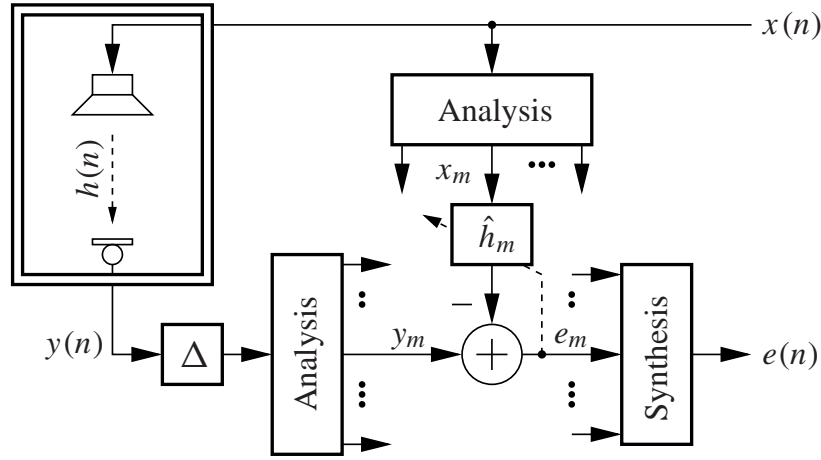 x(n)
Analysis
h(n)
x_m
ĥ_m
−
y(n)
Δ
Analysis
y_m
+
e_m
Synthesis
e(n)